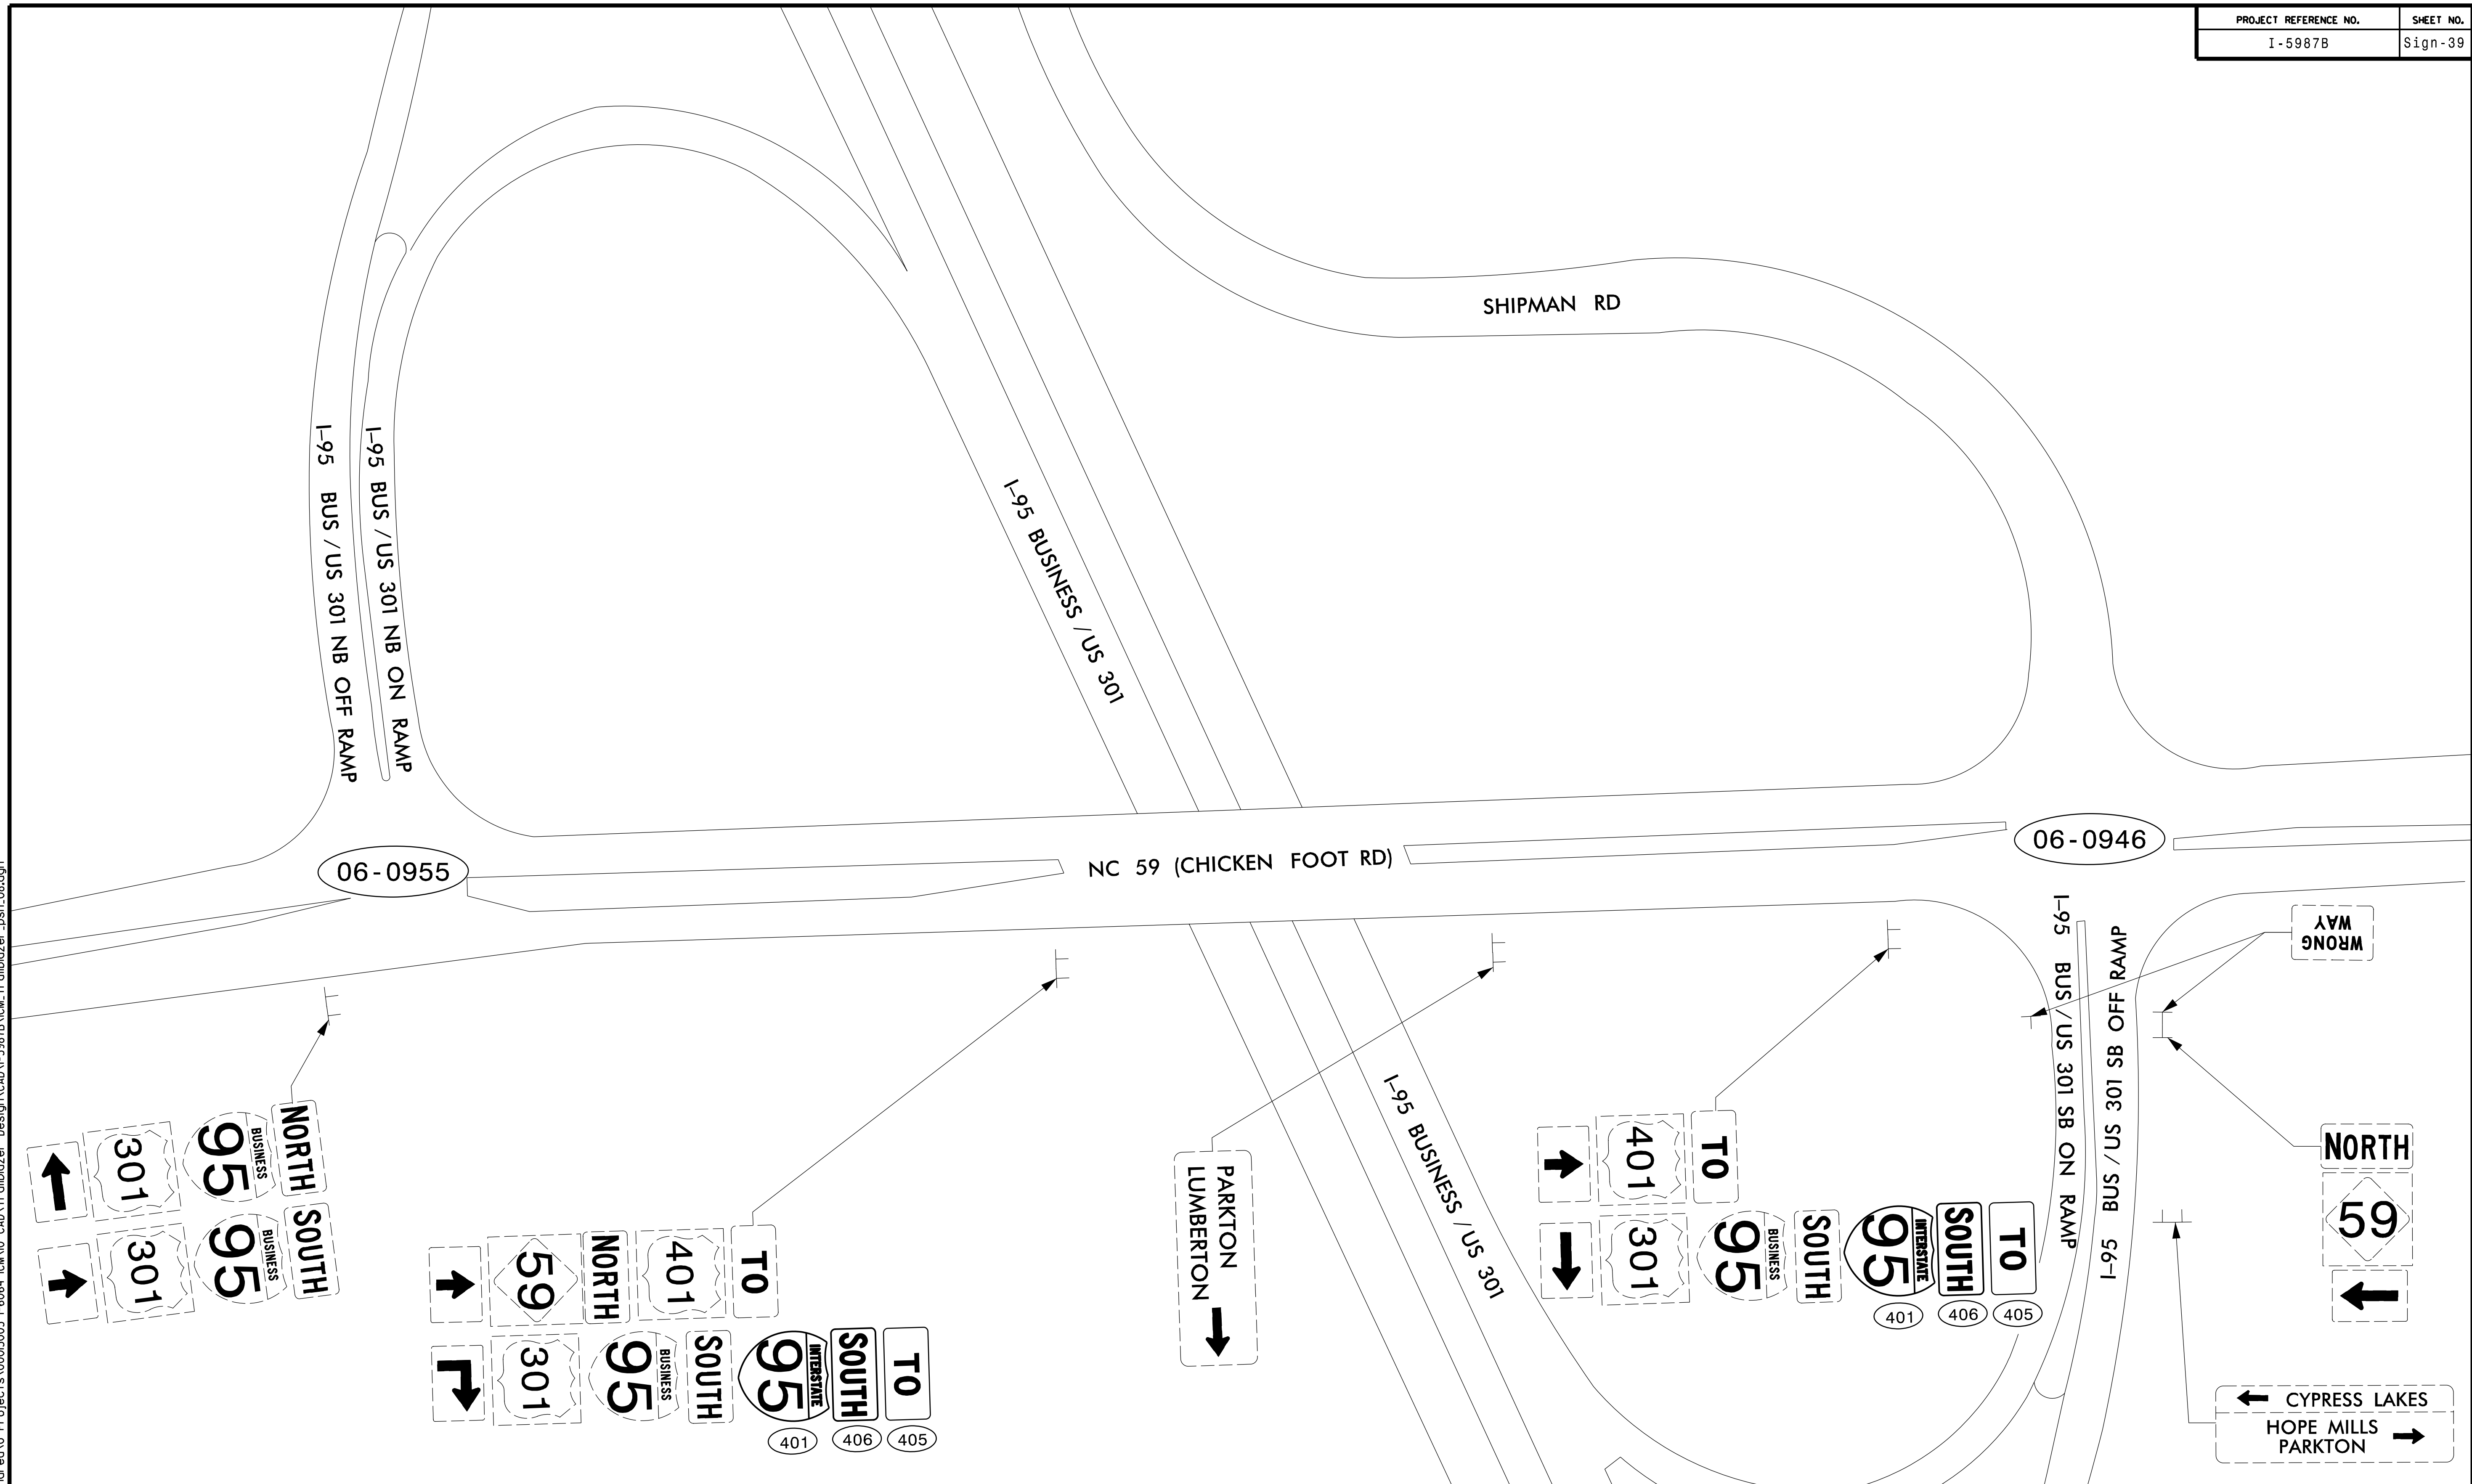 PROJECT REFERENCE NO.
SHEET NO.
I-5987B
Sign-39
SHIPMAN RD
I-95 BUS/US 301 NB OFF RAMP
I-95 BUS/US 301 NB ON RAMP
I-95 BUSINESS/US 301
06-0955
NC 59 (CHICKEN FOOT RD)
06-0946
I-95 BUS/US 301 SB ON RAMP
I-95 BUS/US 301 SB OFF RAMP
I-95 BUSINESS/US 301
WRONG
WAY
NORTH
BUSINESS
95
301
SOUTH
BUSINESS
95
301
TO
401
NORTH
59
TO
SOUTH
INTERSTATE
95
SOUTH
BUSINESS
95
301
405
406
401
PARKTON
LUMBERTON
TO
401
TO
SOUTH
INTERSTATE
95
SOUTH
BUSINESS
95
301
405
406
401
NORTH
59
CYPRESS LAKES
HOPE MILLS
PARKTON